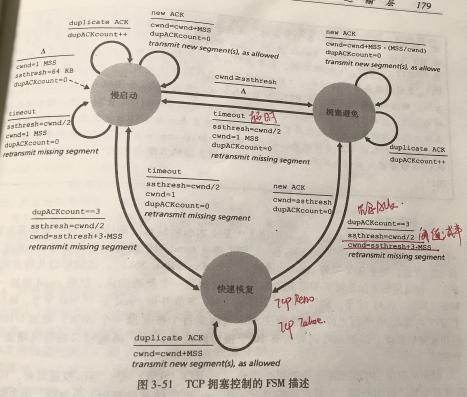 179
duplicate ACK
dupACKcount++
new ACK
cwnd=cwnd+MSS
dupACKcount=0
transmit new segment(s), as allowed
new ACK
cwnd=cwnd+MSS·(MSS/cwnd)
dupACKcount=0
transmit new segment(s), as allowed
Λ
cwnd=1 MSS
ssthresh=64 KB
dupACKcount=0
慢启动
cwnd≥ssthresh
Λ
拥塞避免
timeout
ssthresh=cwnd/2
cwnd=1 MSS
dupACKcount=0
retransmit missing segment
timeout
ssthresh=cwnd/2
cwnd=1 MSS
dupACKcount=0
retransmit missing segment
duplicate ACK
dupACKcount++
timeout
ssthresh=cwnd/2
cwnd=1
dupACKcount=0
retransmit missing segment
new ACK
cwnd=ssthresh
dupACKcount=0
dupACKcount==3
ssthresh=cwnd/2
cwnd=ssthresh+3·MSS
retransmit missing segment
dupACKcount==3
ssthresh=cwnd/2
cwnd=ssthresh+3·MSS
retransmit missing segment
快速恢复
Tcp Reno
Tcp Tahoe.
duplicate ACK
cwnd=cwnd+MSS
transmit new segment(s), as allowed
图 3-51 TCP 拥塞控制的 FSM 描述